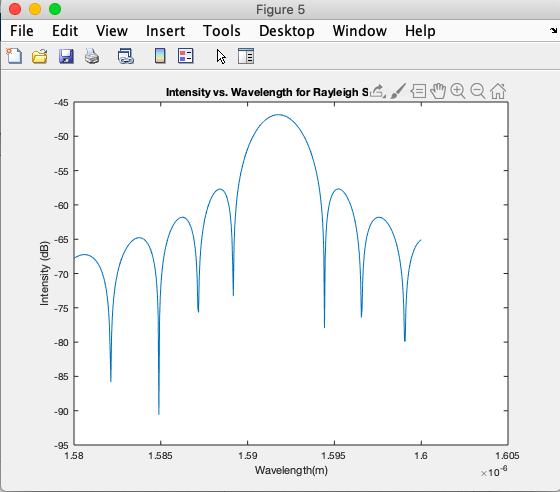 Figure 5
File Edit View Insert Tools Desktop Window Help
Intensity vs. Wavelength for Rayleigh S
-45
-50
-55
-60
-65
-70
-75
-80
-85
-90
-95
Intensity (dB)
1.58 1.585 1.59 1.595 1.6 1.605
Wavelength(m)
×10⁻⁶